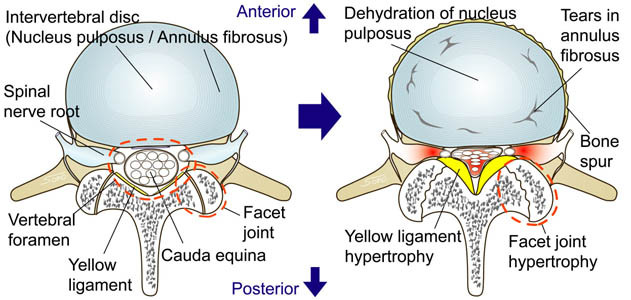 Intervertebral disc
(Nucleus pulposus / Annulus fibrosus)
Anterior
Dehydration of nucleus
pulposus
Tears in
annulus
fibrosus
Spinal
nerve root
Bone
spur
Vertebral
foramen
Yellow
ligament
Cauda equina
Facet
joint
Yellow ligament
hypertrophy
Facet joint
hypertrophy
Posterior